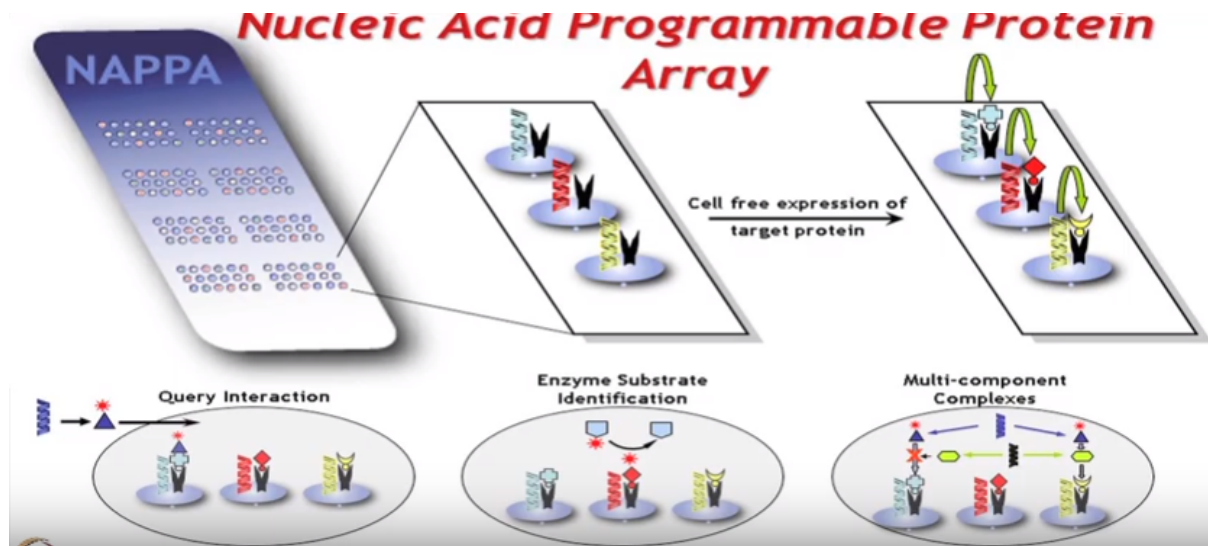 Nucleic Acid Programmable Protein
Array
NAPPA
Cell free expression of
target protein
Query Interaction
Enzyme Substrate
Identification
Multi-component
Complexes